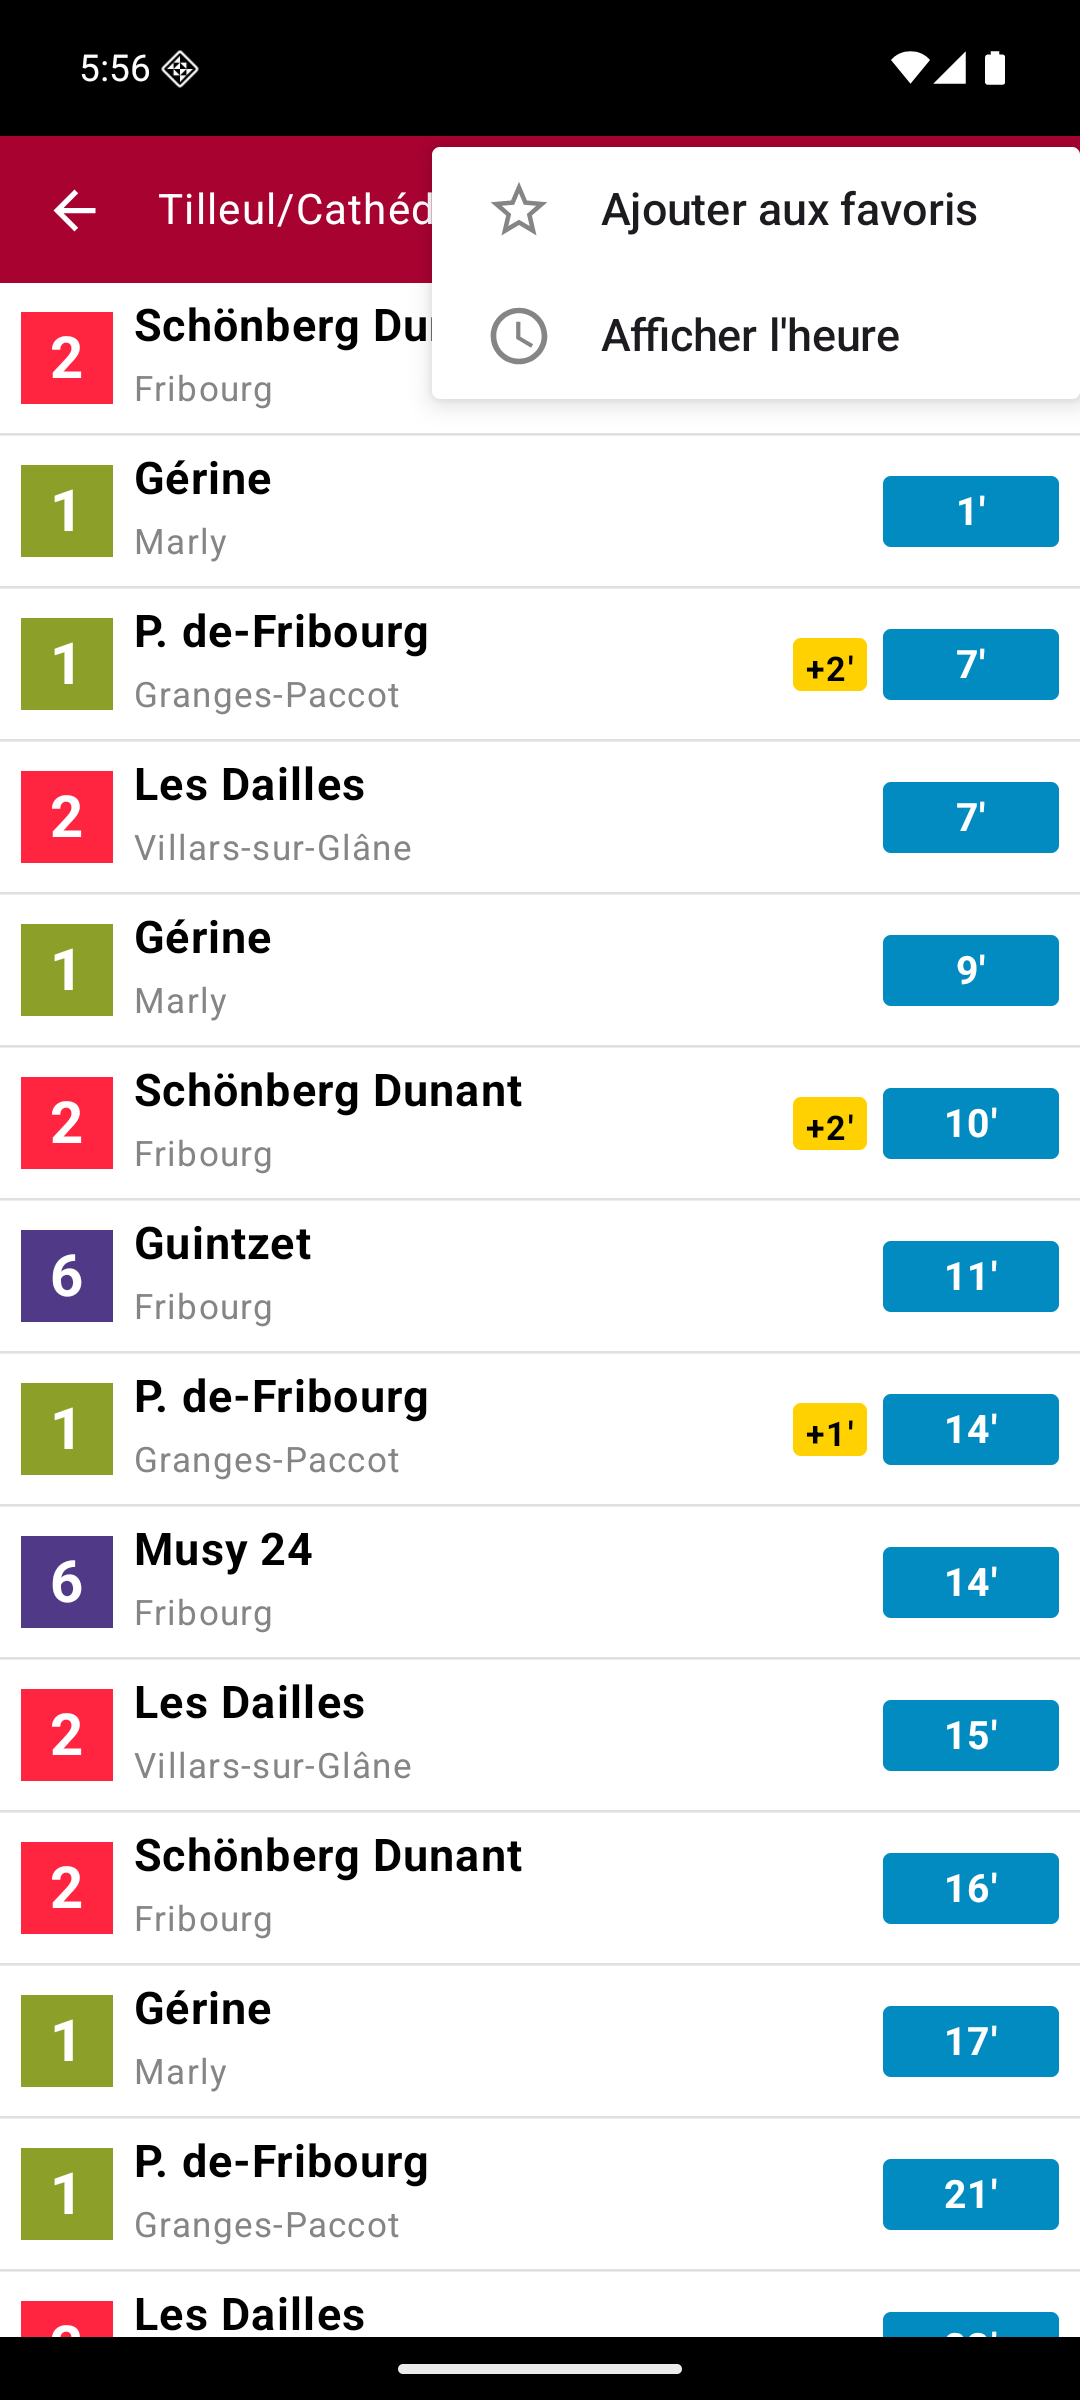 5:56
Tilleul/Cathéd
Ajouter aux favoris
Afficher l'heure
2
Schönberg Du
Fribourg
1
Gérine
Marly
1'
1
P. de-Fribourg
Granges-Paccot
+2'
7'
2
Les Dailles
Villars-sur-Glâne
7'
1
Gérine
Marly
9'
2
Schönberg Dunant
Fribourg
+2'
10'
6
Guintzet
Fribourg
11'
1
P. de-Fribourg
Granges-Paccot
+1'
14'
6
Musy 24
Fribourg
14'
2
Les Dailles
Villars-sur-Glâne
15'
2
Schönberg Dunant
Fribourg
16'
1
Gérine
Marly
17'
1
P. de-Fribourg
Granges-Paccot
21'
Les Dailles